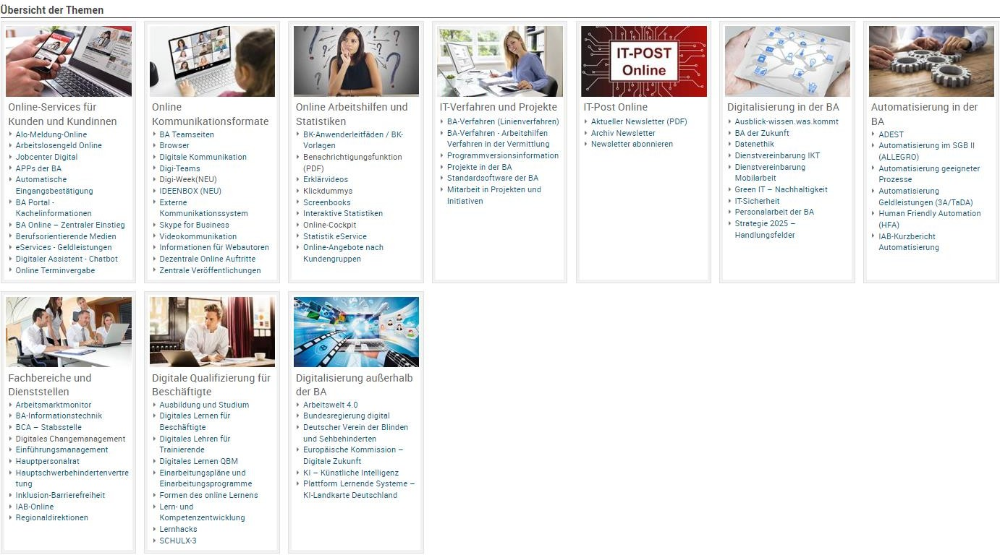 Übersicht der Themen
Online-Services für
Kunden und Kundinnen
Alo-Meldung-Online
Arbeitslosengeld Online
Jobcenter Digital
APPs der BA
Automatische
Eingangsbestätigung
BA Portal -
Kachelinformationen
BA Online – Zentraler Einstieg
Berufsorientierende Medien
eServices - Geldleistungen
Digitaler Assistent - Chatbot
Online Terminvergabe
Online
Kommunikationsformate
BA Teamseiten
Browser
Digitale Kommunikation
Digi-Teams
Digi-Week(NEU)
IDEENBOX (NEU)
Externe
Kommunikationssystem
Skype for Business
Videokommunikation
Informationen für Webautoren
Dezentrale Online Auftritte
Zentrale Veröffentlichungen
Online Arbeitshilfen und
Statistiken
BK-Anwenderleitfäden / BK-
Vorlagen
Benachrichtigungsfunktion
(PDF)
Erklärvideos
Klickdummys
Screenbooks
Interaktive Statistiken
Online-Cockpit
Statistik eService
Online-Angebote nach
Kundengruppen
IT-Verfahren und Projekte
BA-Verfahren (Linienverfahren)
BA-Verfahren - Arbeitshilfen
Verfahren in der Vermittlung
Programmversionsinformation
Projekte in der BA
Standardsoftware der BA
Mitarbeit in Projekten und
Initiativen
IT-POST
Online
IT-Post Online
Aktueller Newsletter (PDF)
Archiv Newsletter
Newsletter abonnieren
Digitalisierung in der BA
Ausblick-wissen.was.kommt
BA der Zukunft
Datenethik
Dienstvereinbarung IKT
Dienstvereinbarung
Mobilarbeit
Green IT – Nachhaltigkeit
IT-Sicherheit
Personalarbeit der BA
Strategie 2025 –
Handlungsfelder
Automatisierung in der
BA
ADEST
Automatisierung im SGB II
(ALLEGRO)
Automatisierung geeigneter
Prozesse
Automatisierung
Geldleistungen (3A/TaDA)
Human Friendly Automation
(HFA)
IAB-Kurzbericht
Automatisierung
Fachbereiche und
Dienststellen
Arbeitsmarktmonitor
BA-Informationstechnik
BCA – Stabsstelle
Digitales Changemanagement
Einführungsmanagement
Hauptpersonalrat
Hauptschwerbehindertenvertre
tung
Inklusion-Barrierefreiheit
IAB-Online
Regionaldirektionen
Digitale Qualifizierung für
Beschäftigte
Ausbildung und Studium
Digitales Lernen für
Beschäftigte
Digitales Lehren für
Trainierende
Digitales Lernen QBM
Einarbeitungspläne und
Einarbeitungsprogramme
Formen des online Lernens
Lern- und
Kompetenzentwicklung
Lernhacks
SCHULX-3
Digitalisierung außerhalb
der BA
Arbeitswelt 4.0
Bundesregierung digital
Deutscher Verein der Blinden
und Sehbehinderten
Europäische Kommission –
Digitale Zukunft
KI – Künstliche Intelligenz
Plattform Lernende Systeme –
KI-Landkarte Deutschland